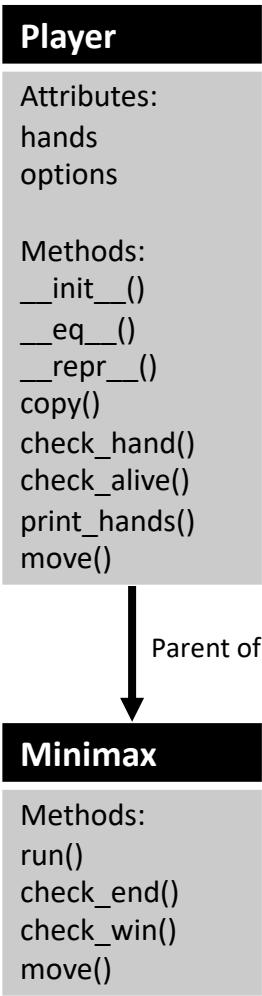 Player
Attributes:
hands
options
Methods:
__init__()
__eq__()
__repr__()
copy()
check_hand()
check_alive()
print_hands()
move()
Parent of
Minimax
Methods:
run()
check_end()
check_win()
move()